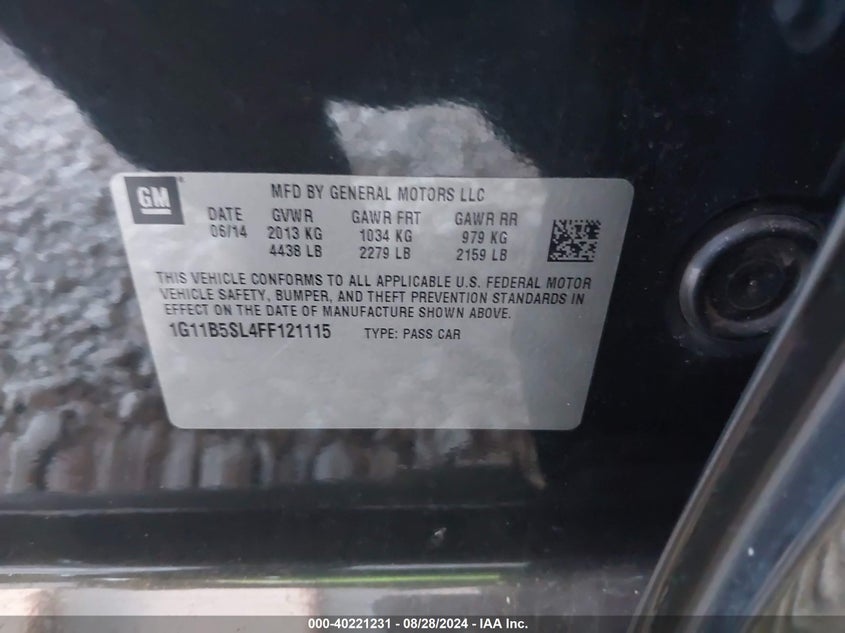 GM
MFD BY GENERAL MOTORS LLC
DATE GVWR GAWR FRT GAWR RR
06/14 2013 KG 1034 KG 979 KG
4438 LB 2279 LB 2159 LB
THIS VEHICLE CONFORMS TO ALL APPLICABLE U.S. FEDERAL MOTOR
VEHICLE SAFETY, BUMPER, AND THEFT PREVENTION STANDARDS IN
EFFECT ON THE DATE OF MANUFACTURE SHOWN ABOVE.
1G11B5SL4FF121115 TYPE: PASS CAR
000-40221231 - 08/28/2024 - IAA Inc.